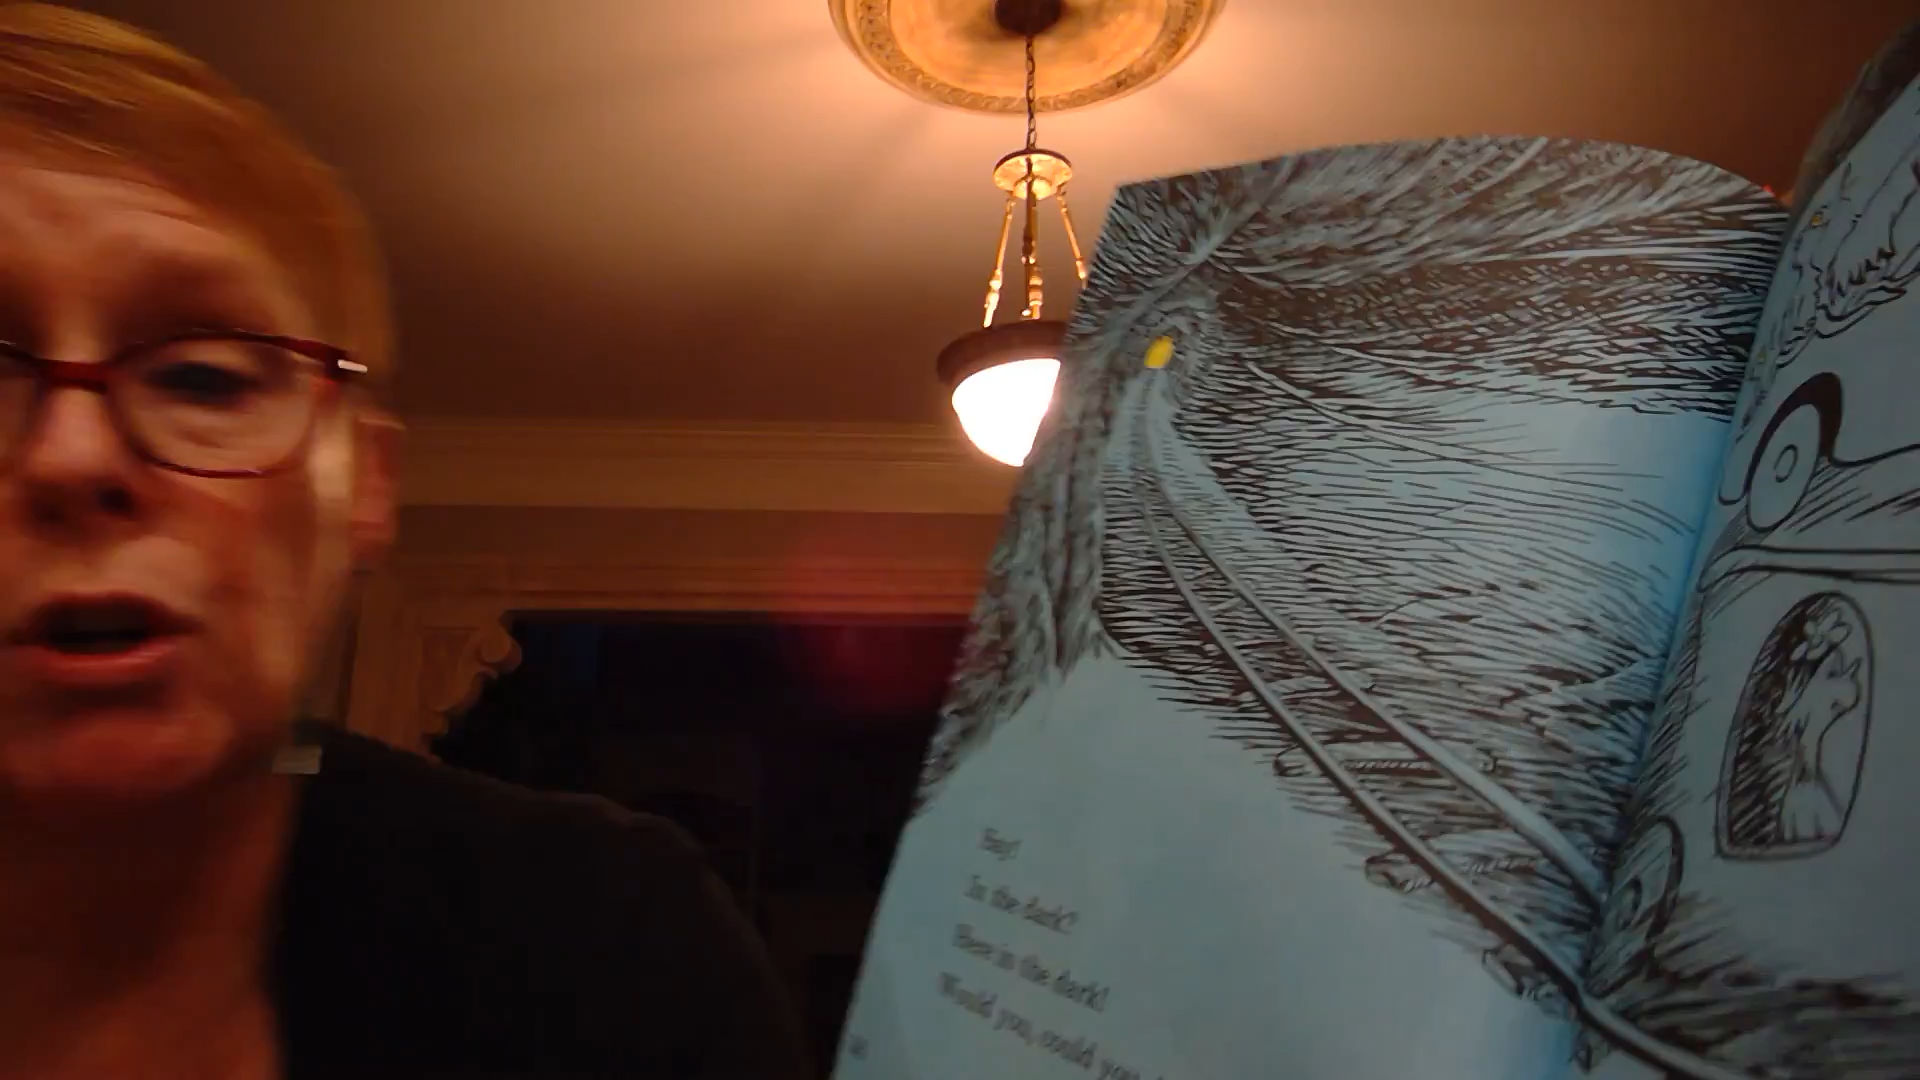 Say!
In the dark?
Here in the dark!
Would you, could you,